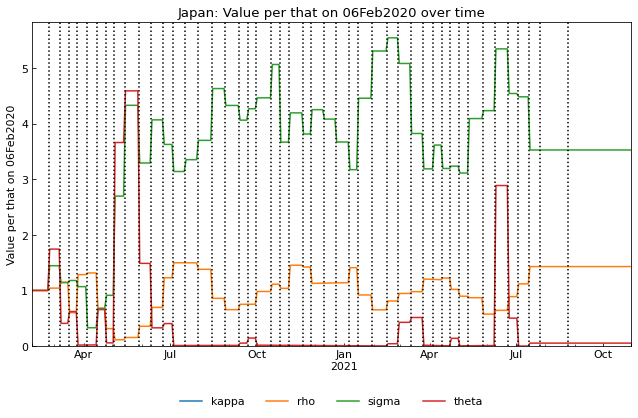 Japan: Value per that on 06Feb2020 over time
Value per that on 06Feb2020
5
4
3
2
1
0
Apr Jul Oct Jan Apr Jul Oct
2021
kappa rho sigma theta